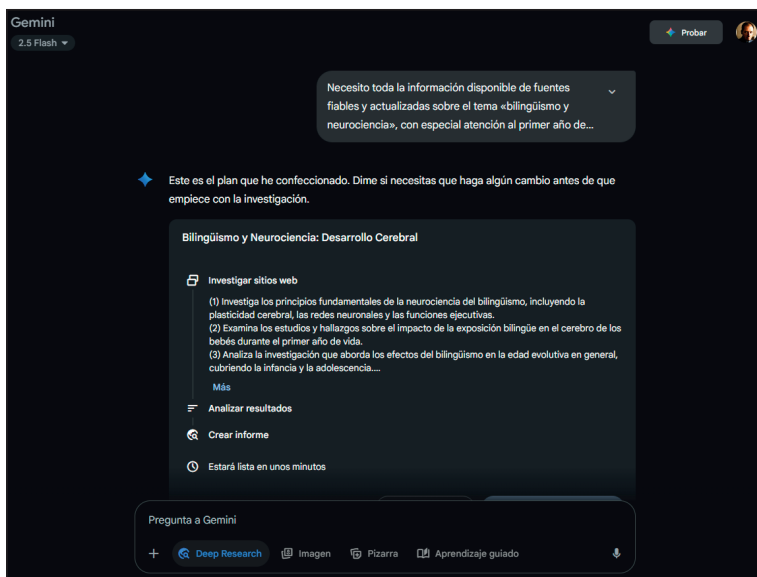 Gemini
2.5 Flash
Probar
Necesito toda la información disponible de fuentes
fiables y actualizadas sobre el tema «bilingüismo y
neurociencia», con especial atención al primer año de...
Este es el plan que he confeccionado. Dime si necesitas que haga algún cambio antes de que
empiece con la investigación.
Bilingüismo y Neurociencia: Desarrollo Cerebral
Investigar sitios web
(1) Investiga los principios fundamentales de la neurociencia del bilingüismo, incluyendo la
plasticidad cerebral, las redes neuronales y las funciones ejecutivas.
(2) Examina los estudios y hallazgos sobre el impacto de la exposición bilingüe en el cerebro de los
bebés durante el primer año de vida.
(3) Analiza la investigación que aborda los efectos del bilingüismo en la edad evolutiva en general,
cubriendo la infancia y la adolescencia....
Más
Analizar resultados
Crear informe
Estará lista en unos minutos
Pregunta a Gemini
Deep Research Imagen Pizarra Aprendizaje guiado